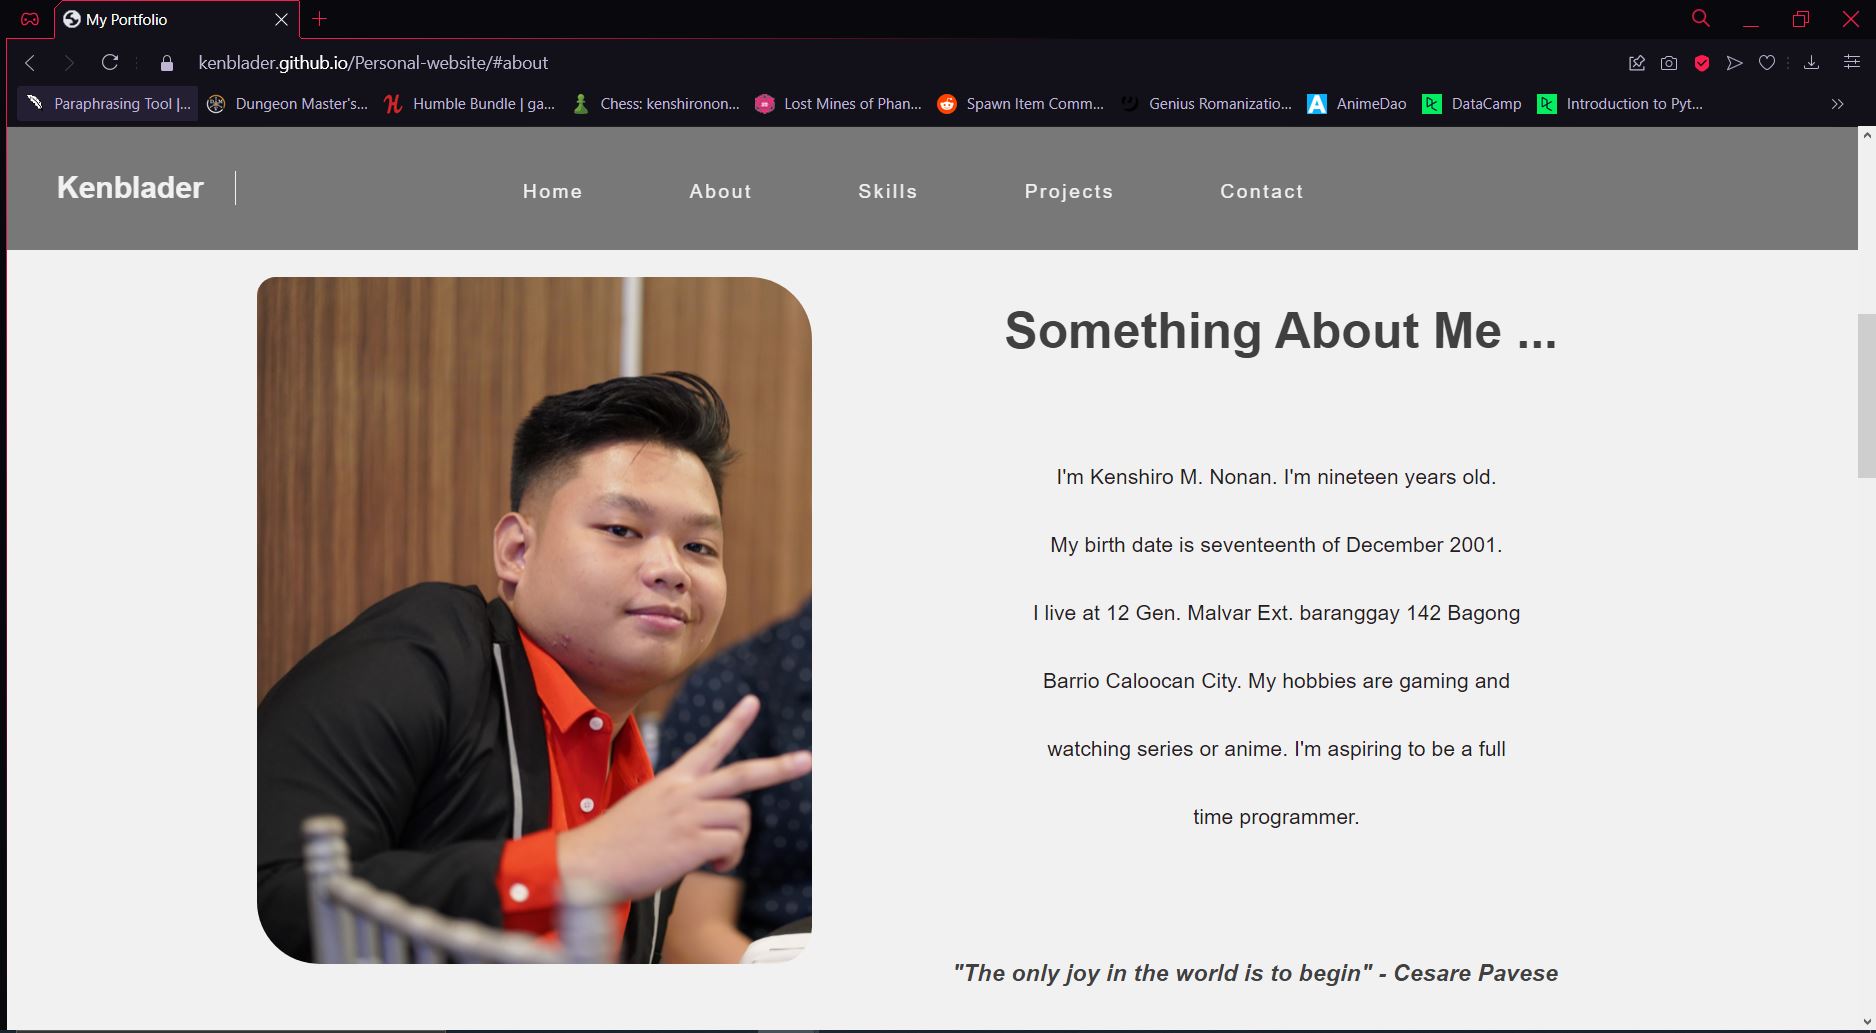 My Portfolio
kenblader.github.io/Personal-website/#about
Paraphrasing Tool |...
Dungeon Master's...
Humble Bundle | ga...
Chess: kenshironon...
Lost Mines of Phan...
Spawn Item Comm...
Genius Romanizatio...
AnimeDao
DataCamp
Introduction to Pyt...
Kenblader
Home
About
Skills
Projects
Contact
Something About Me ...
I'm Kenshiro M. Nonan. I'm nineteen years old.
My birth date is seventeenth of December 2001.
I live at 12 Gen. Malvar Ext. baranggay 142 Bagong
Barrio Caloocan City. My hobbies are gaming and
watching series or anime. I'm aspiring to be a full
time programmer.
"The only joy in the world is to begin" - Cesare Pavese